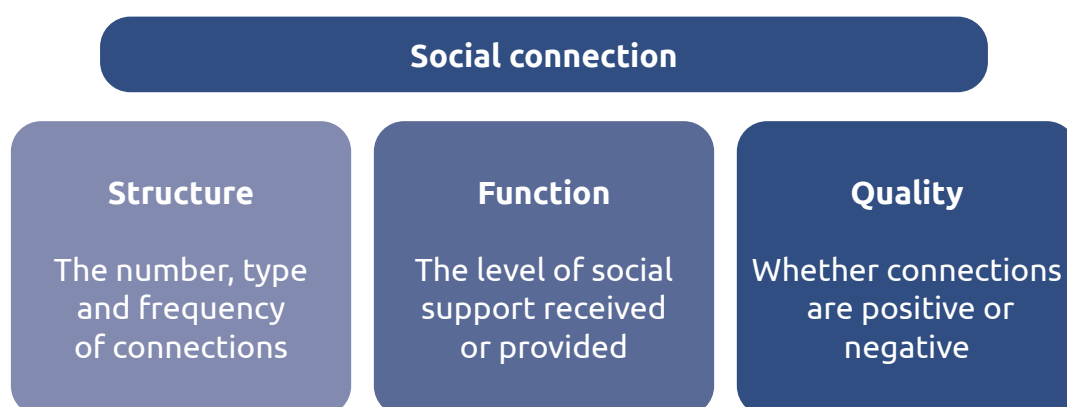 Social connection
Structure
The number, type
and frequency
of connections
Function
The level of social
support received
or provided
Quality
Whether connections
are positive or
negative